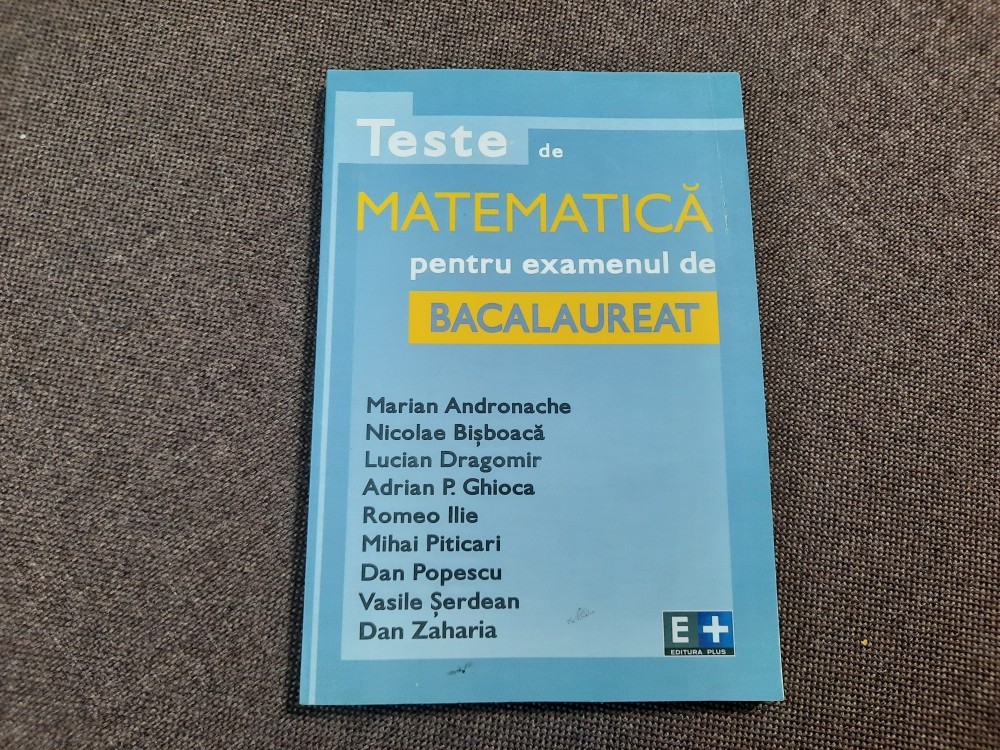 Teste de
MATEMATICĂ
pentru examenul de
BACALAUREAT
Marian Andronache
Nicolae Bișboacă
Lucian Dragomir
Adrian P. Ghioca
Romeo Ilie
Mihai Piticari
Dan Popescu
Vasile Șerdean
Dan Zaharia
E+
EDITURA PLUS